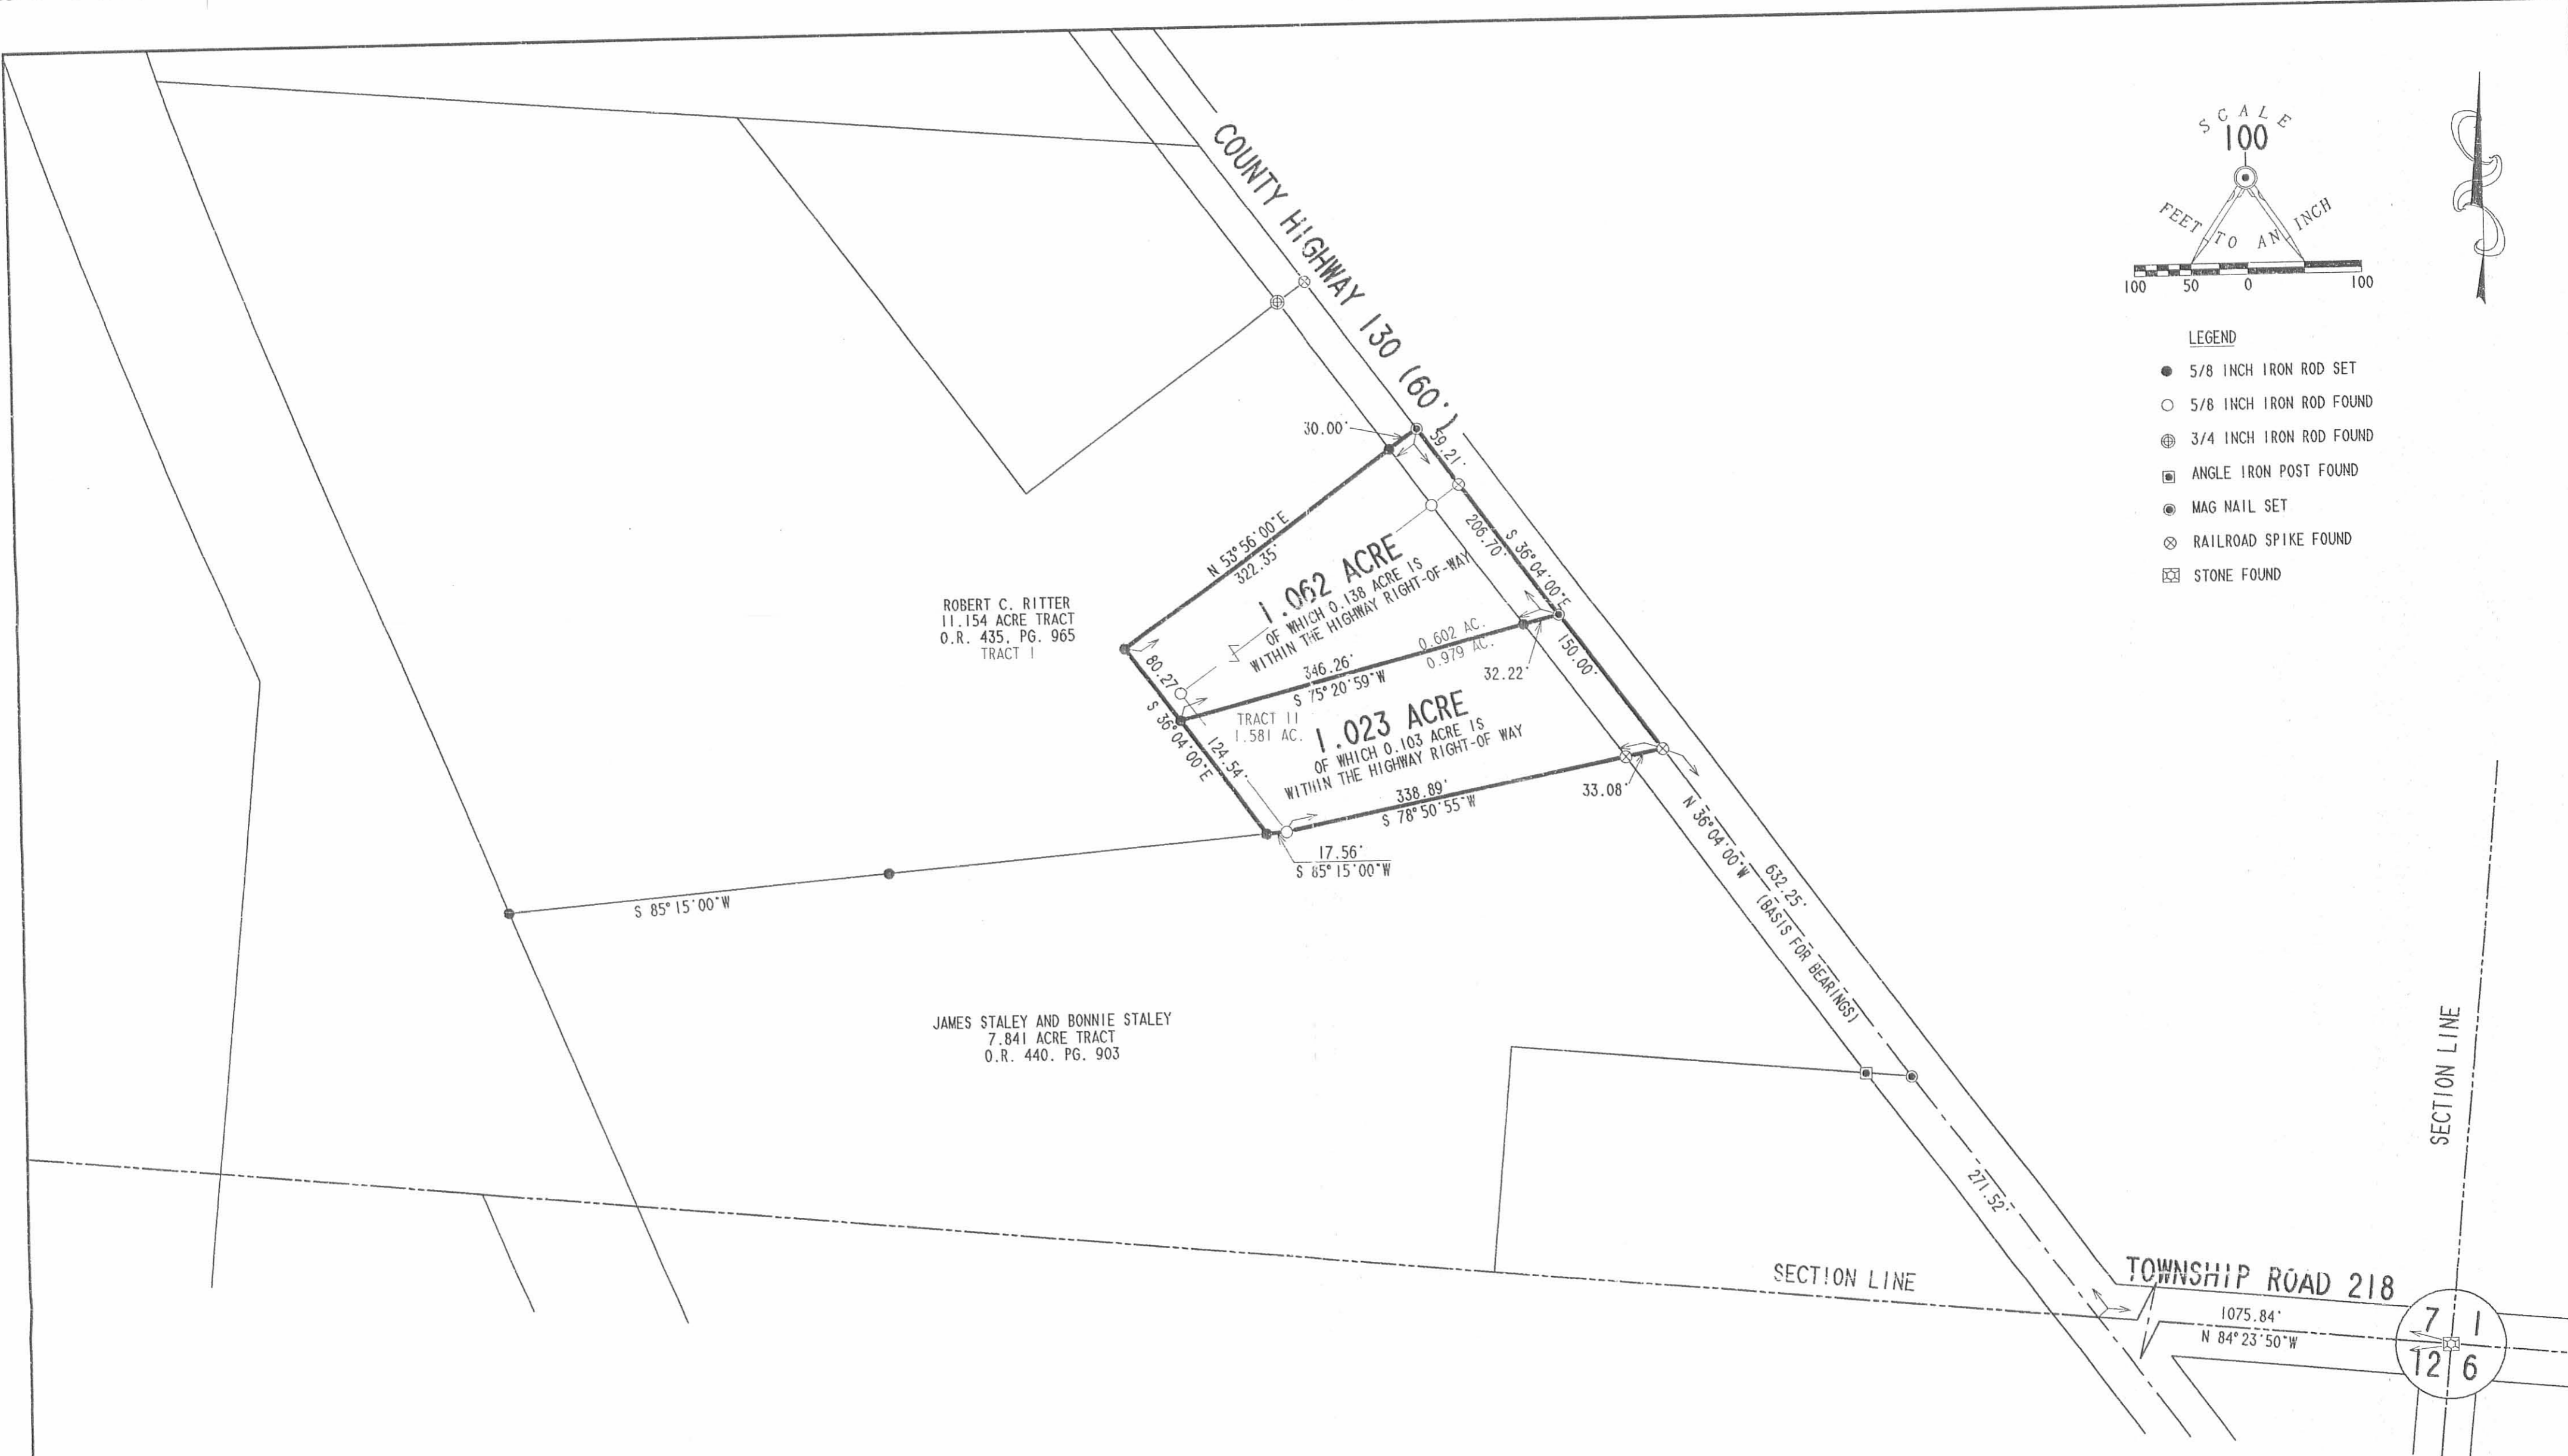 SCALE
100
FEET TO AN INCH
100 50 0 100
LEGEND
5/8 INCH IRON ROD SET
5/8 INCH IRON ROD FOUND
3/4 INCH IRON ROD FOUND
ANGLE IRON POST FOUND
MAG NAIL SET
RAILROAD SPIKE FOUND
STONE FOUND
COUNTY HIGHWAY 130 (60')
30.00'
59.21'
206.70'
S 36°04'00"E
N 53°56'00"E
322.35'
1.062 ACRE
OF WHICH 0.138 ACRE IS
WITHIN THE HIGHWAY RIGHT-OF-WAY
ROBERT C. RITTER
11.154 ACRE TRACT
O.R. 435, PG. 965
TRACT I
80.27'
S 36°04'00"E
124.54'
0.602 AC.
0.979 AC.
346.26'
S 75°20'59"W
32.22'
150.00'
TRACT II
1.581 AC.
1.023 ACRE
OF WHICH 0.103 ACRE IS
WITHIN THE HIGHWAY RIGHT-OF WAY
338.89'
S 78°50'55"W
33.08'
17.56'
S 85°15'00"W
S 85°15'00"W
N 36°04'00"W (BASIS FOR BEARINGS)
632.25'
JAMES STALEY AND BONNIE STALEY
7.841 ACRE TRACT
O.R. 440, PG. 903
271.52'
SECTION LINE
SECTION LINE
TOWNSHIP ROAD 218
1075.84'
N 84°23'50"W
7 1
12 6